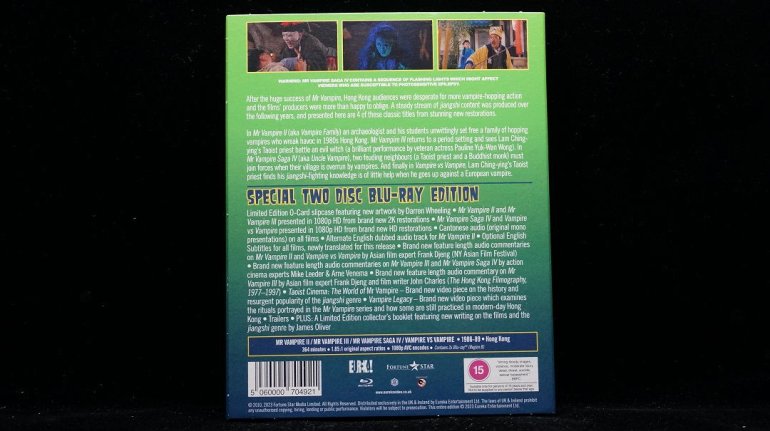 WARNING: MR VAMPIRE SAGA IV CONTAINS A SEQUENCE OF FLASHING LIGHTS WHICH MIGHT AFFECT
VIEWERS WHO ARE SUSCEPTIBLE TO PHOTOSENSITIVE EPILEPSY.
After the huge success of Mr Vampire, Hong Kong audiences were desperate for more vampire-hopping action
and the films' producers were more than happy to oblige. A steady stream of jiangshi content was produced over
the following years, and presented here are 4 of these classic titles from stunning new restorations.
In Mr Vampire II (aka Vampire Family) an archaeologist and his students unwittingly set free a family of hopping
vampires who wreak havoc in 1980s Hong Kong. Mr Vampire III returns to a period setting and sees Lam Ching-
ying's Taoist priest battle an evil witch (a brilliant performance by veteran actress Pauline Yuk-Wan Wong). In
Mr Vampire Saga IV (aka Uncle Vampire), two feuding neighbours (a Taoist priest and a Buddhist monk) must
join forces when their village is overrun by vampires. And finally in Vampire vs Vampire, Lam Ching-ying's Taoist
priest finds his jiangshi-fighting knowledge is of little help when he goes up against a European vampire.
SPECIAL TWO DISC BLU-RAY EDITION
Limited Edition O-Card slipcase featuring new artwork by Darren Wheeling • Mr Vampire II and Mr
Vampire III presented in 1080p HD from brand new 2K restorations • Mr Vampire Saga IV and Vampire
vs Vampire presented in 1080p HD from brand new HD restorations • Cantonese audio (original mono
presentations) on all films • Alternate English dubbed audio track for Mr Vampire II • Optional English
Subtitles for all films, newly translated for this release • Brand new feature length audio commentaries
on Mr Vampire II and Vampire vs Vampire by Asian film expert Frank Djeng (NY Asian Film Festival)
• Brand new feature length audio commentaries on Mr Vampire III and Mr Vampire Saga IV by action
cinema experts Mike Leeder & Arne Venema • Brand new feature length audio commentary on Mr
Vampire III by Asian film expert Frank Djeng and film writer John Charles (The Hong Kong Filmography,
1977–1997) • Taoist Cinema: The World of Mr Vampire – Brand new video piece on the history and
resurgent popularity of the jiangshi genre • Vampire Legacy – Brand new video piece which examines
the rituals portrayed in the Mr Vampire series and how some are still practiced in modern-day Hong
Kong • Trailers • PLUS: A Limited Edition collector's booklet featuring new writing on the films and the
jiangshi genre by James Oliver
MR VAMPIRE II / MR VAMPIRE III / MR VAMPIRE SAGA IV / VAMPIRE VS VAMPIRE • 1986-89 • Hong Kong
364 minutes • 1.85:1 original aspect ratios • 1080p AVC encodes •
5 060000 704921
FORTUNE STAR
15
www.eurekavideo.co.uk